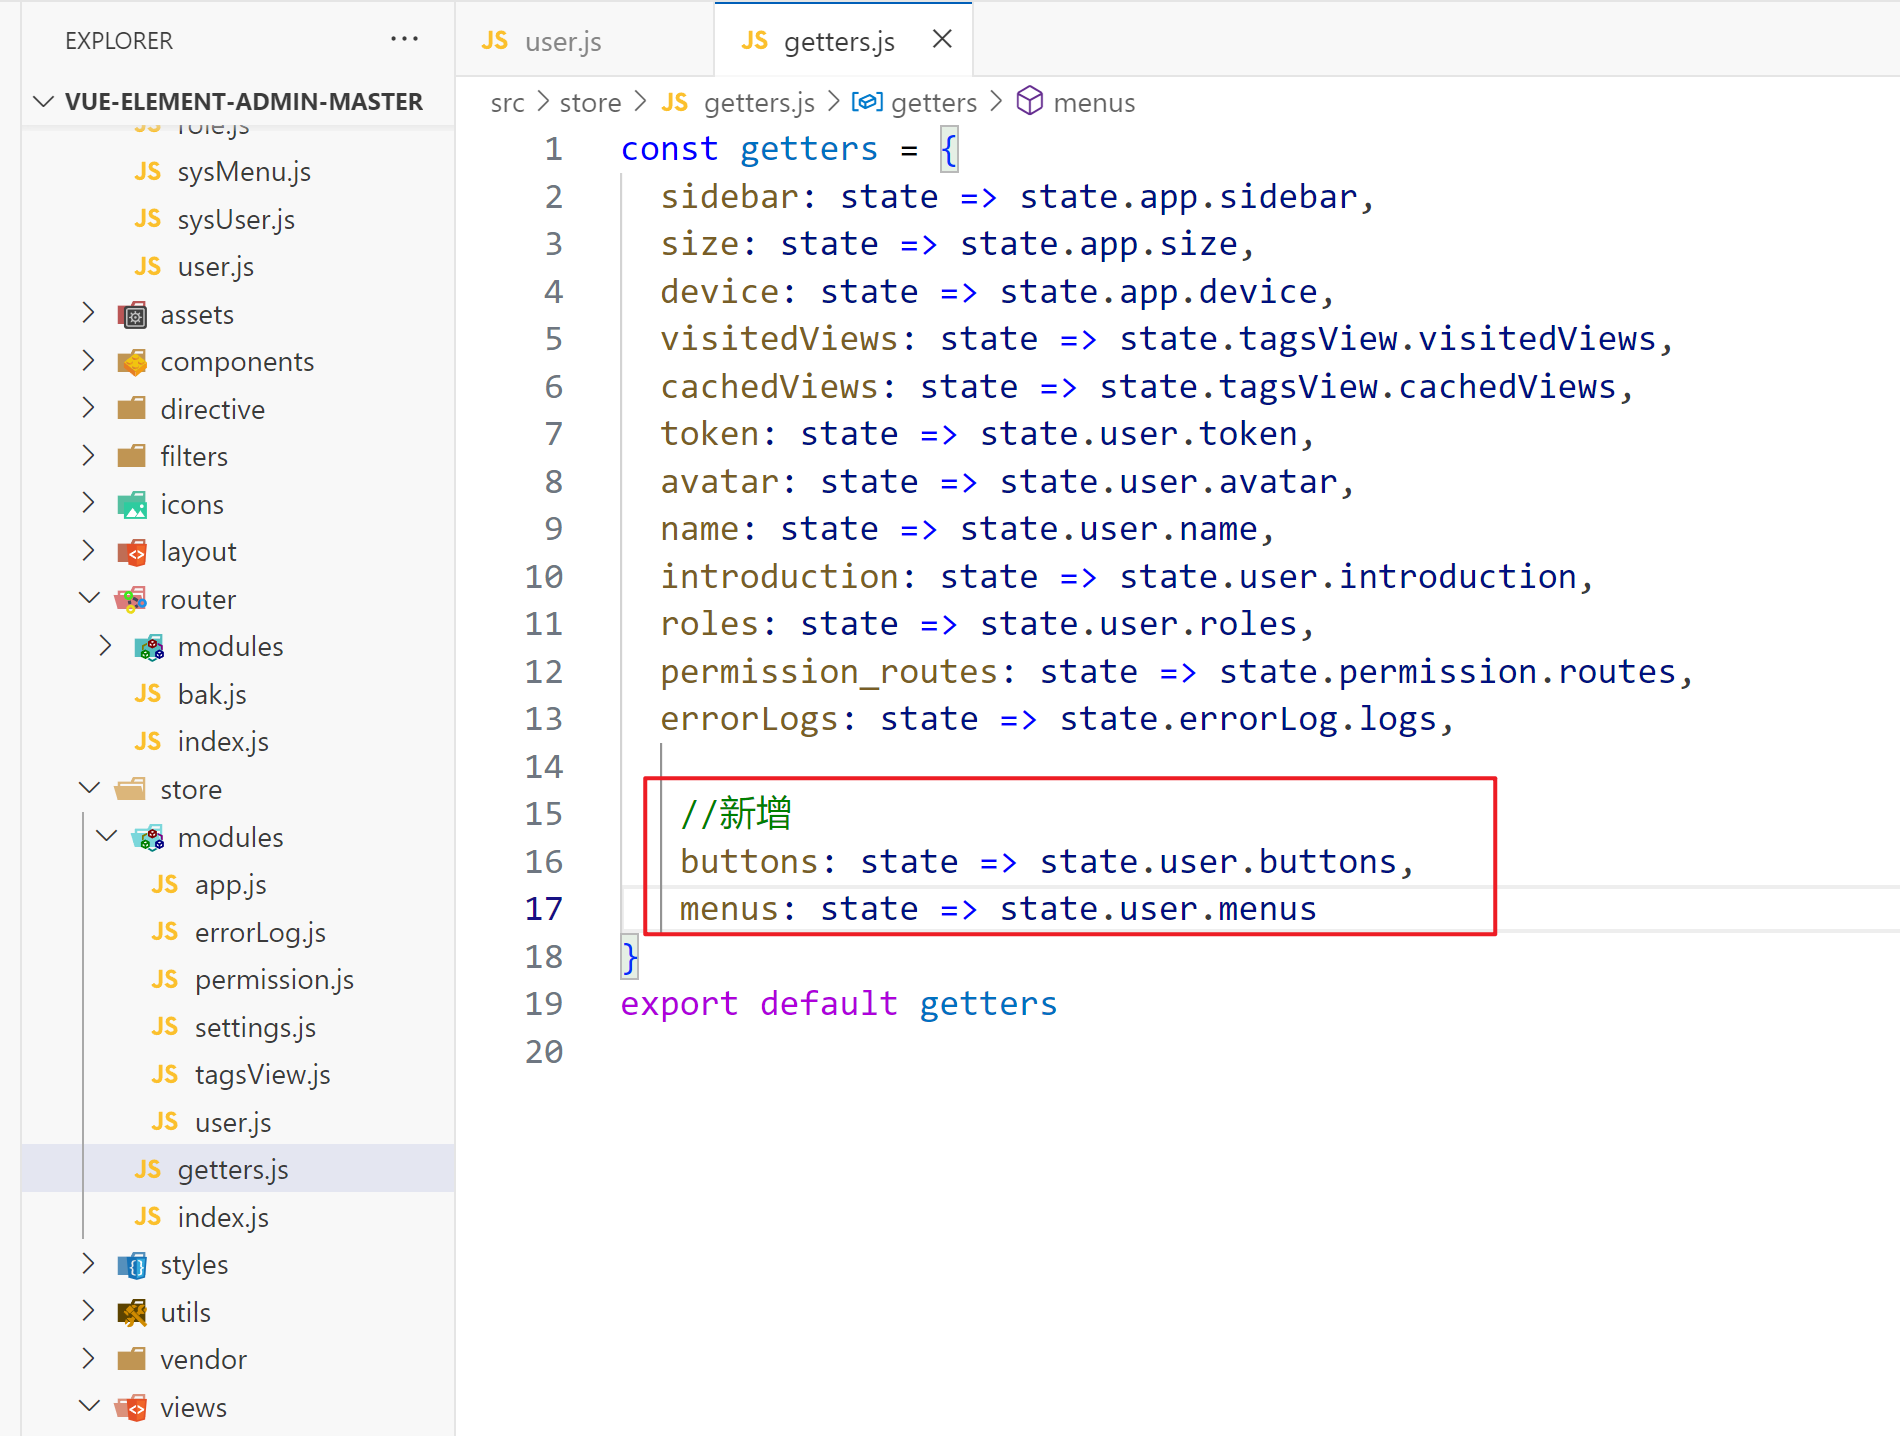 EXPLORER
VUE-ELEMENT-ADMIN-MASTER
JS role.js
JS sysMenu.js
JS sysUser.js
JS user.js
assets
components
directive
filters
icons
layout
router
modules
JS bak.js
JS index.js
store
modules
JS app.js
JS errorLog.js
JS permission.js
JS settings.js
JS tagsView.js
JS user.js
JS getters.js
JS index.js
styles
utils
vendor
views
JS user.js
JS getters.js
src > store > JS getters.js > getters > menus
1 const getters = {
2 sidebar: state => state.app.sidebar,
3 size: state => state.app.size,
4 device: state => state.app.device,
5 visitedViews: state => state.tagsView.visitedViews,
6 cachedViews: state => state.tagsView.cachedViews,
7 token: state => state.user.token,
8 avatar: state => state.user.avatar,
9 name: state => state.user.name,
10 introduction: state => state.user.introduction,
11 roles: state => state.user.roles,
12 permission_routes: state => state.permission.routes,
13 errorLogs: state => state.errorLog.logs,
14
15 //新增
16 buttons: state => state.user.buttons,
17 menus: state => state.user.menus
18 }
19 export default getters
20